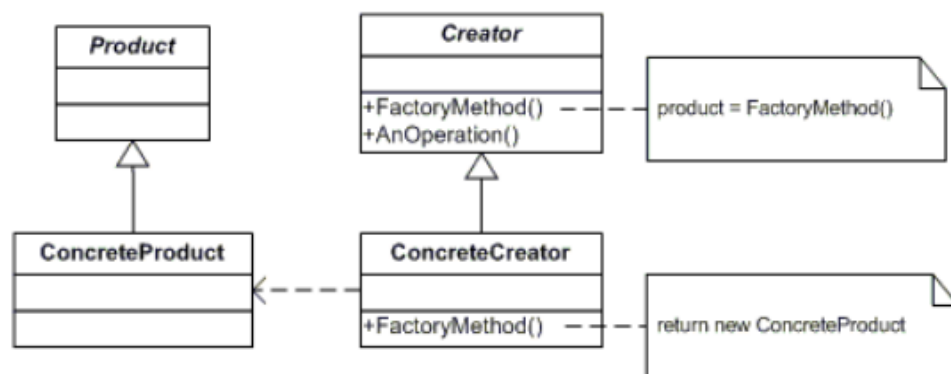 Product
Creator
+FactoryMethod()
+AnOperation()
product = FactoryMethod()
ConcreteProduct
ConcreteCreator
+FactoryMethod()
return new ConcreteProduct